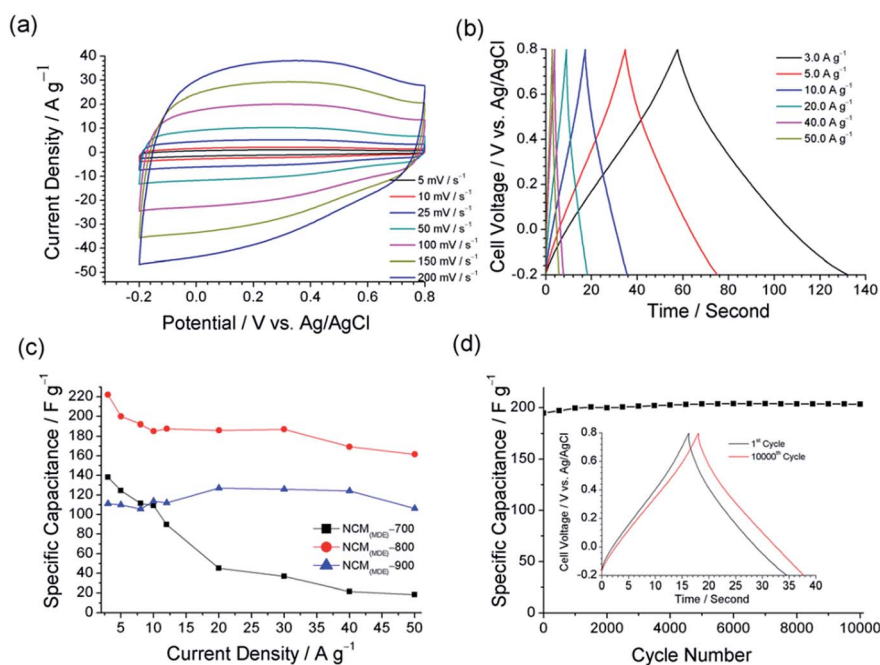 (a)
Current Density / A g⁻¹
40
30
20
10
0
-10
-20
-30
-40
-50
5 mV / s⁻¹
10 mV / s⁻¹
25 mV / s⁻¹
50 mV / s⁻¹
100 mV / s⁻¹
150 mV / s⁻¹
200 mV / s⁻¹
-0.2 0.0 0.2 0.4 0.6 0.8
Potential / V vs. Ag/AgCl
(b)
Cell Voltage / V vs. Ag/AgCl
0.8
0.6
0.4
0.2
0.0
-0.2
3.0 A g⁻¹
5.0 A g⁻¹
10.0 A g⁻¹
20.0 A g⁻¹
40.0 A g⁻¹
50.0 A g⁻¹
0 20 40 60 80 100 120 140
Time / Second
(c)
Specific Capacitance / F g⁻¹
220
200
180
160
140
120
100
80
60
40
20
0
NCM(MDE)–700
NCM(MDE)–800
NCM(MDE)–900
5 10 15 20 25 30 35 40 45 50
Current Density / A g⁻¹
(d)
Specific Capacitance / F g⁻¹
200
150
100
50
0
Cell Voltage / V vs. Ag/AgCl
0.8
0.6
0.4
0.2
0.0
-0.2
1st Cycle
10000th Cycle
0 5 10 15 20 25 30 35 40
Time / Second
0 2000 4000 6000 8000 10000
Cycle Number